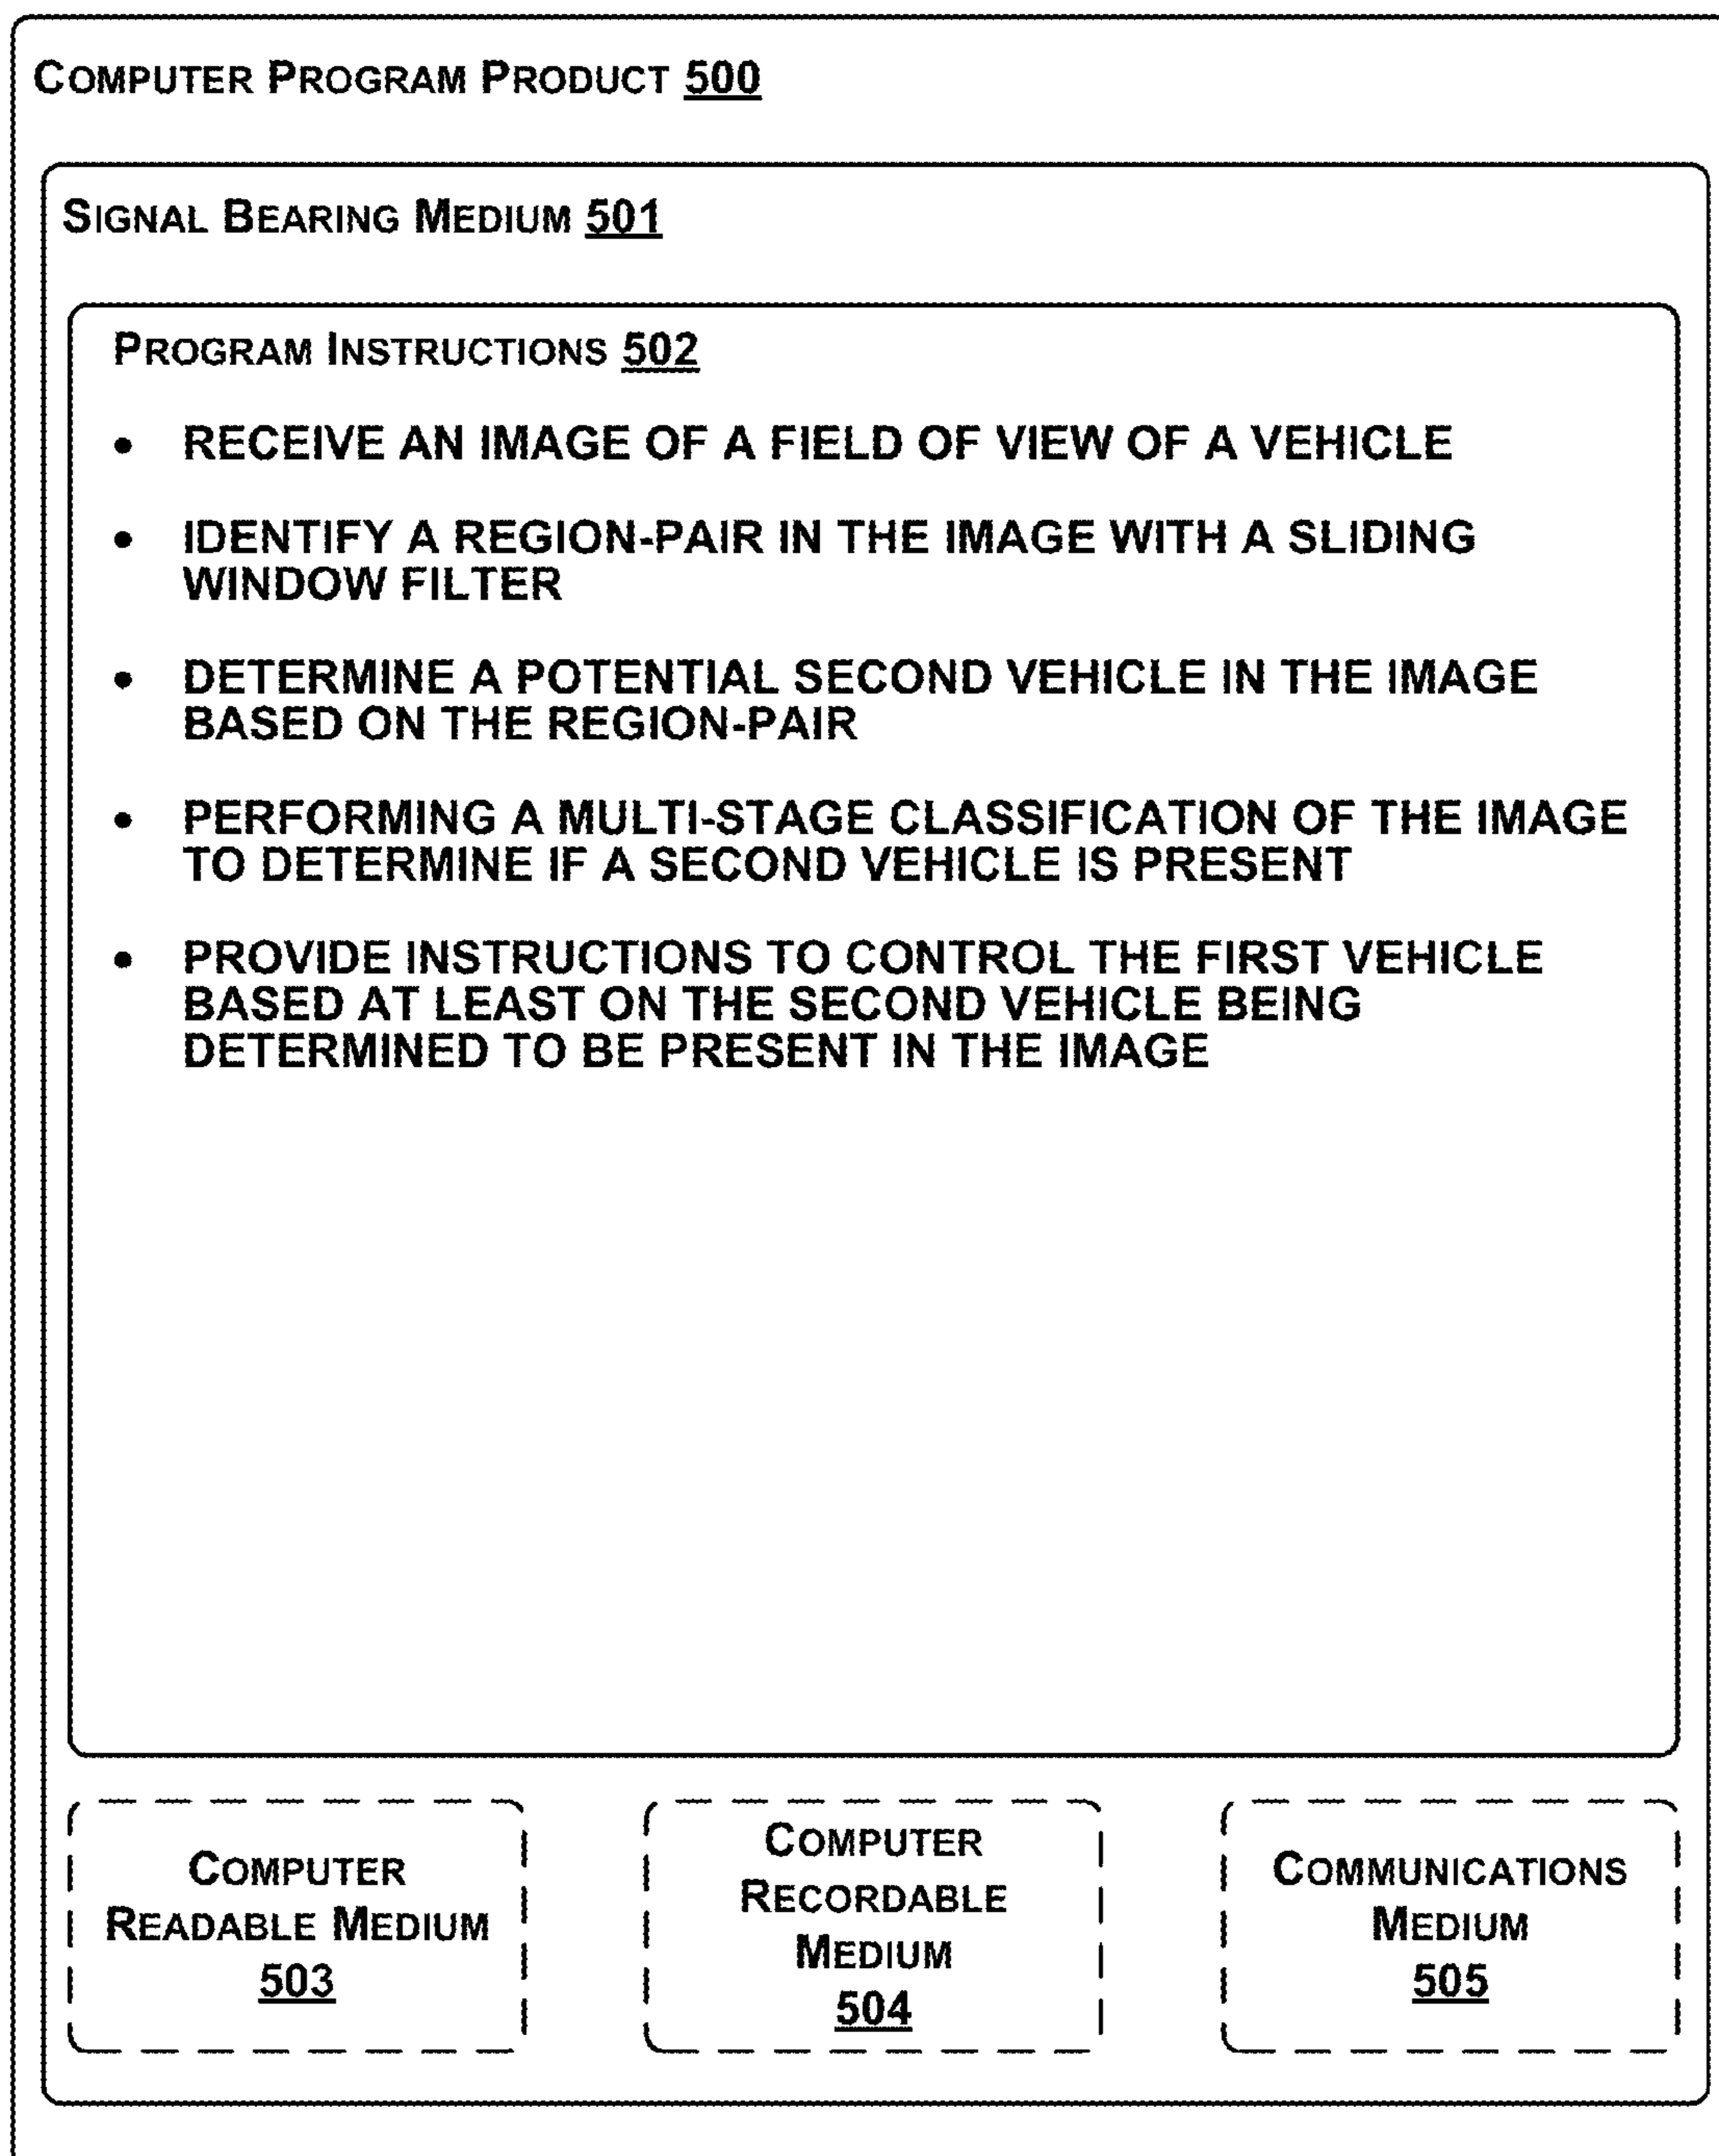 COMPUTER PROGRAM PRODUCT 500
SIGNAL BEARING MEDIUM 501
PROGRAM INSTRUCTIONS 502
• RECEIVE AN IMAGE OF A FIELD OF VIEW OF A VEHICLE
• IDENTIFY A REGION-PAIR IN THE IMAGE WITH A SLIDING
WINDOW FILTER
• DETERMINE A POTENTIAL SECOND VEHICLE IN THE IMAGE
BASED ON THE REGION-PAIR
• PERFORMING A MULTI-STAGE CLASSIFICATION OF THE IMAGE
TO DETERMINE IF A SECOND VEHICLE IS PRESENT
• PROVIDE INSTRUCTIONS TO CONTROL THE FIRST VEHICLE
BASED AT LEAST ON THE SECOND VEHICLE BEING
DETERMINED TO BE PRESENT IN THE IMAGE
COMPUTER
READABLE MEDIUM
503
COMPUTER
RECORDABLE
MEDIUM
504
COMMUNICATIONS
MEDIUM
505